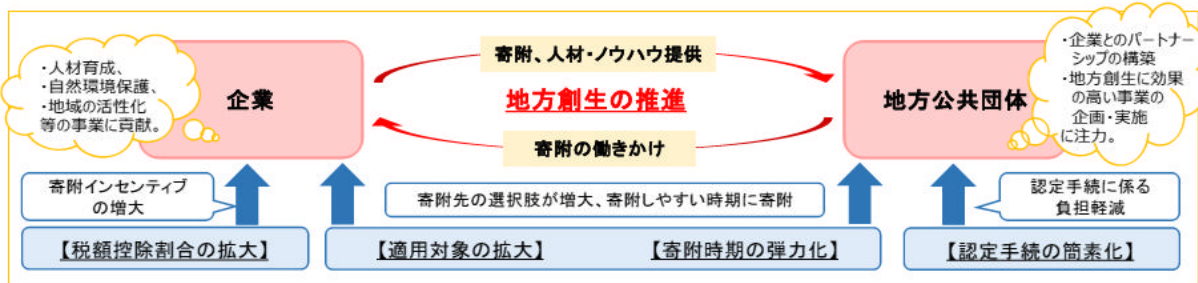 ・人材育成、
・自然環境保護、
・地域の活性化
等の事業に貢献。
企業
寄附、人材・ノウハウ提供
地方創生の推進
寄附の働きかけ
地方公共団体
・企業とのパートナー
シップの構築
・地方創生に効果
の高い事業の
企画・実施
に注力。
寄附インセンティブ
の増大
寄附先の選択肢が増大、寄附しやすい時期に寄附
認定手続に係る
負担軽減
【税額控除割合の拡大】
【適用対象の拡大】
【寄附時期の弾力化】
【認定手続の簡素化】